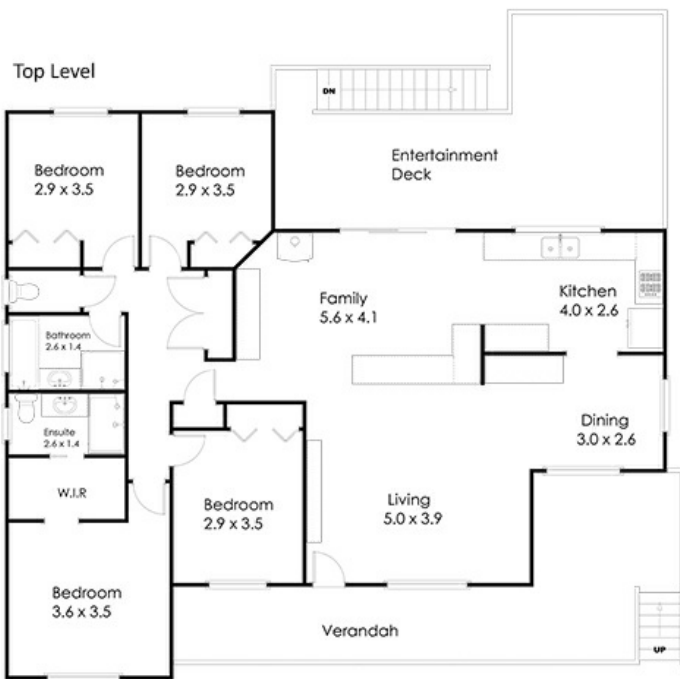 Top Level
DN
Entertainment
Deck
Bedroom
2.9 x 3.5
Bedroom
2.9 x 3.5
Family
5.6 x 4.1
Kitchen
4.0 x 2.6
Bathroom
2.6 x 1.4
Ensuite
2.6 x 1.4
Dining
3.0 x 2.6
W.I.R
Bedroom
2.9 x 3.5
Living
5.0 x 3.9
Bedroom
3.6 x 3.5
Verandah
UP